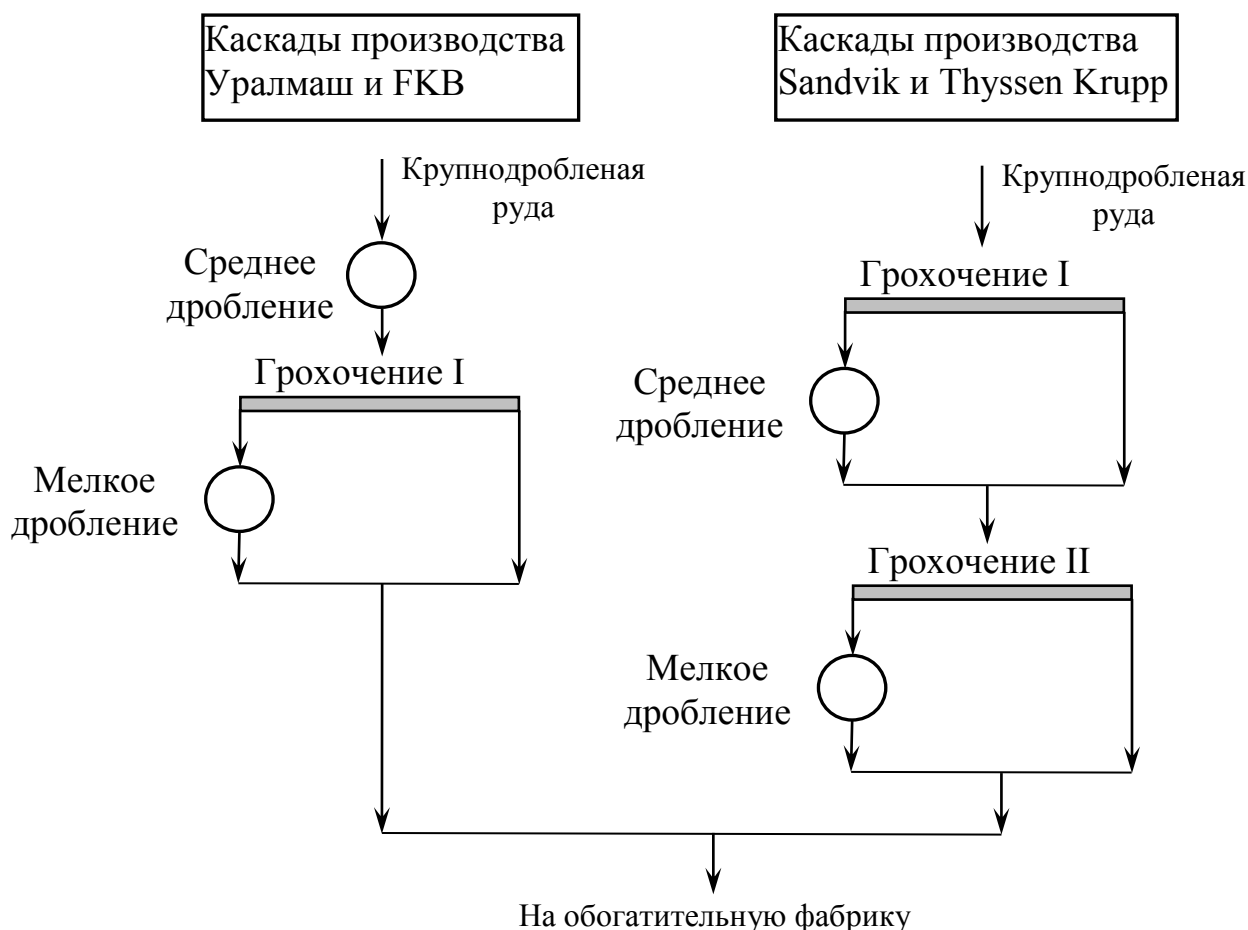 Каскады производства
Уралмаш и FKB
Крупнодробленая
руда
Среднее
дробление
Грохочение I
Мелкое
дробление
Каскады производства
Sandvik и Thyssen Krupp
Крупнодробленая
руда
Грохочение I
Среднее
дробление
Грохочение II
Мелкое
дробление
На обогатительную фабрику